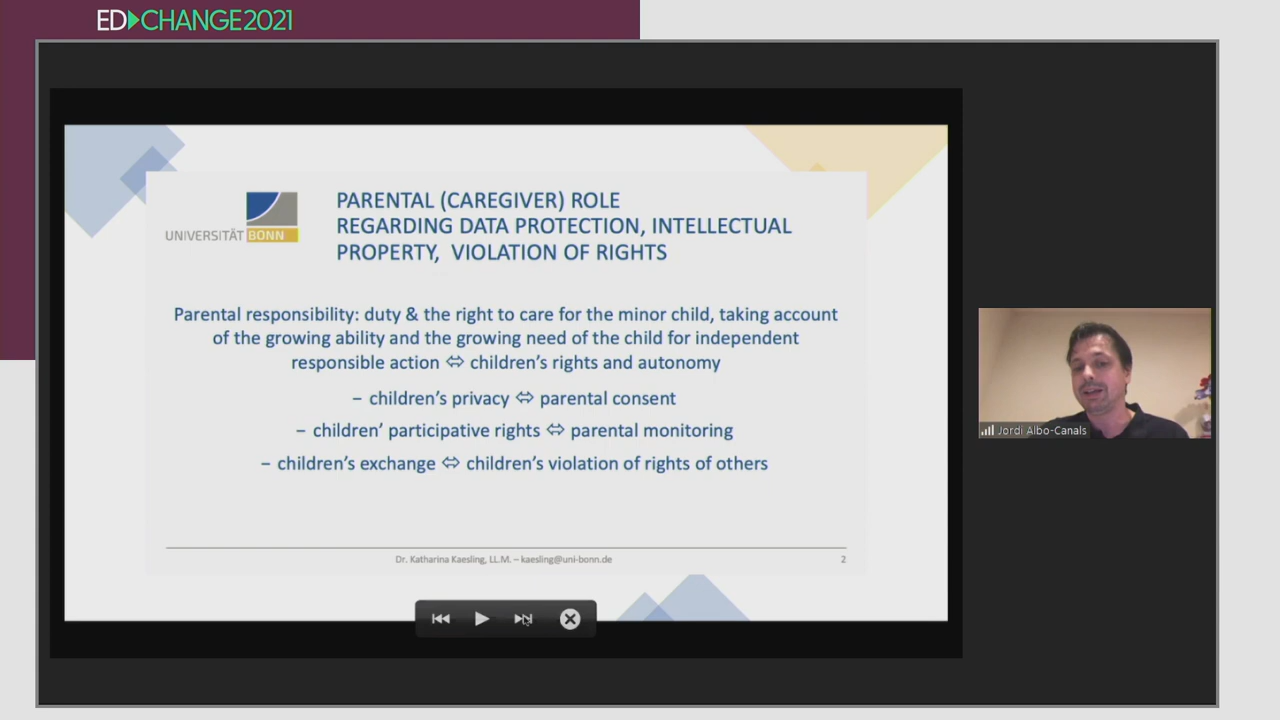 ED CHANGE2021
UNIVERSITÄT BONN
PARENTAL (CAREGIVER) ROLE
REGARDING DATA PROTECTION, INTELLECTUAL
PROPERTY, VIOLATION OF RIGHTS
Parental responsibility: duty & the right to care for the minor child, taking account
of the growing ability and the growing need of the child for independent
responsible action ⇔ children's rights and autonomy
– children's privacy ⇔ parental consent
– children' participative rights ⇔ parental monitoring
– children's exchange ⇔ children's violation of rights of others
Dr. Katharina Kaesling, LL.M. – kaesling@uni-bonn.de
2
Jordi Albo-Canals